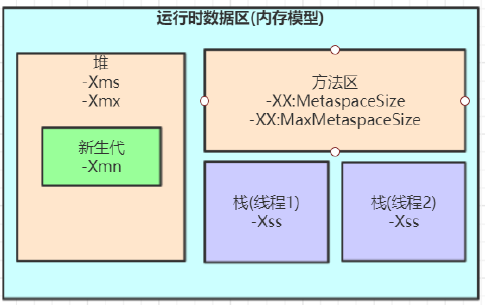 运行时数据区(内存模型)
堆
-Xms
-Xmx
新生代
-Xmn
方法区
-XX:MetaspaceSize
-XX:MaxMetaspaceSize
栈(线程1)
-Xss
栈(线程2)
-Xss